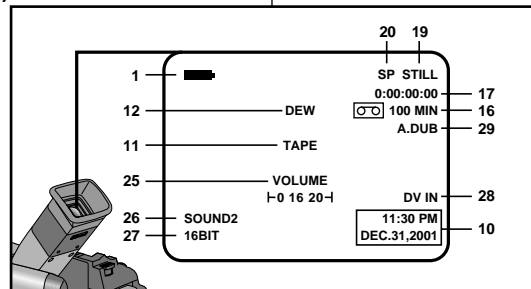 20 19
1 SP STILL
0:00:00:00 17
100 MIN 16
12 DEW A.DUB 29
11 TAPE
25 VOLUME
0 16 20
DV IN 28
26 SOUND2 11:30 PM
27 16BIT DEC.31,2001 10